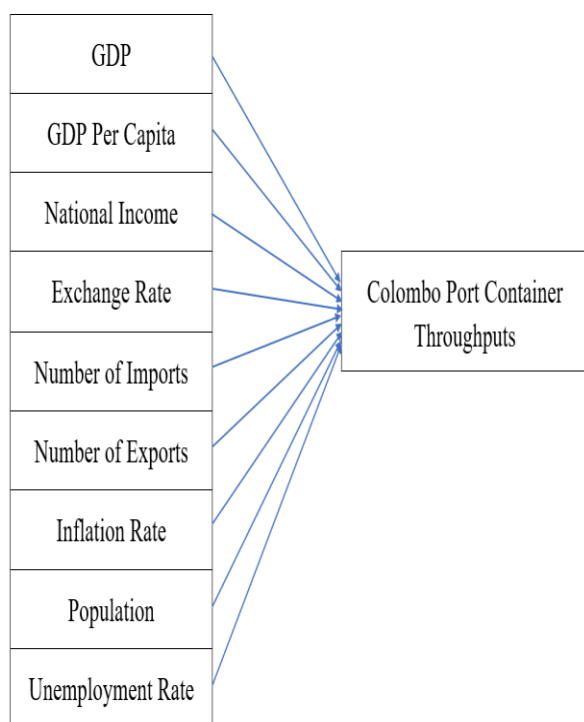 GDP
GDP Per Capita
National Income
Exchange Rate
Number of Imports
Number of Exports
Inflation Rate
Population
Unemployment Rate
Colombo Port Container
Throughputs